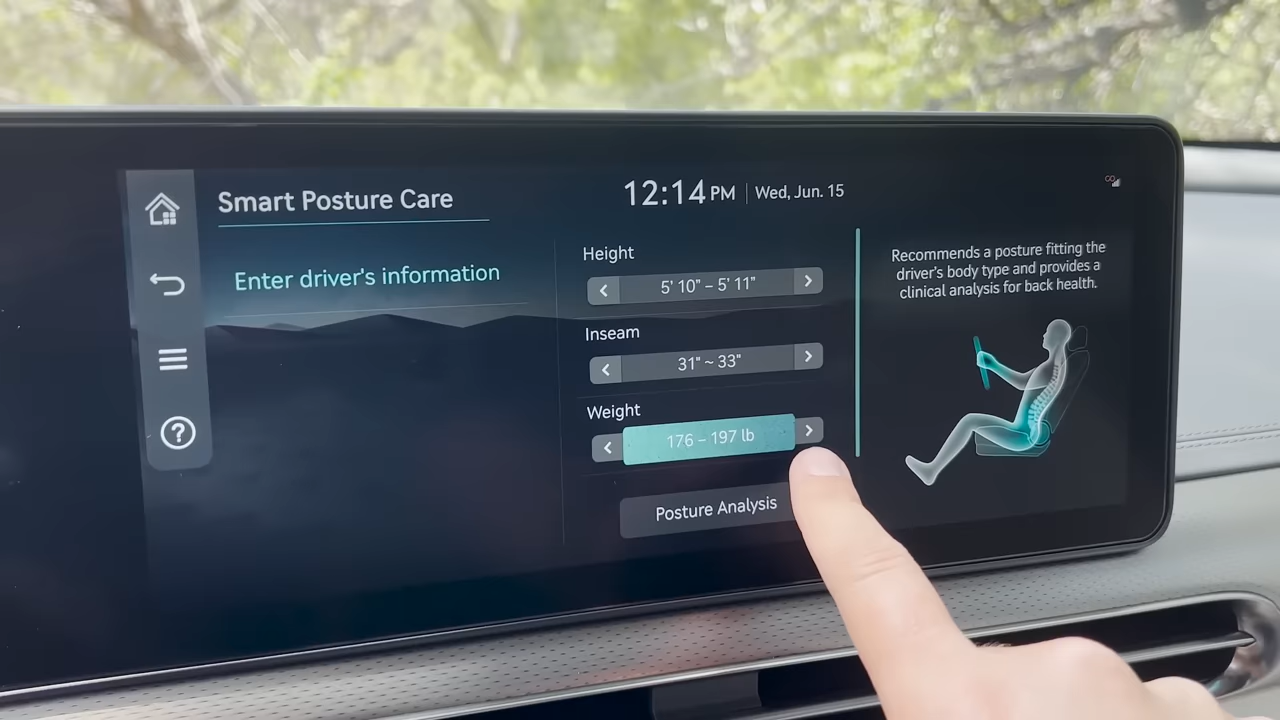 Smart Posture Care
12:14 PM | Wed, Jun. 15
Enter driver's information
Height
5' 10" – 5' 11"
Inseam
31" ~ 33"
Weight
176 – 197 lb
Posture Analysis
Recommends a posture fitting the
driver's body type and provides a
clinical analysis for back health.